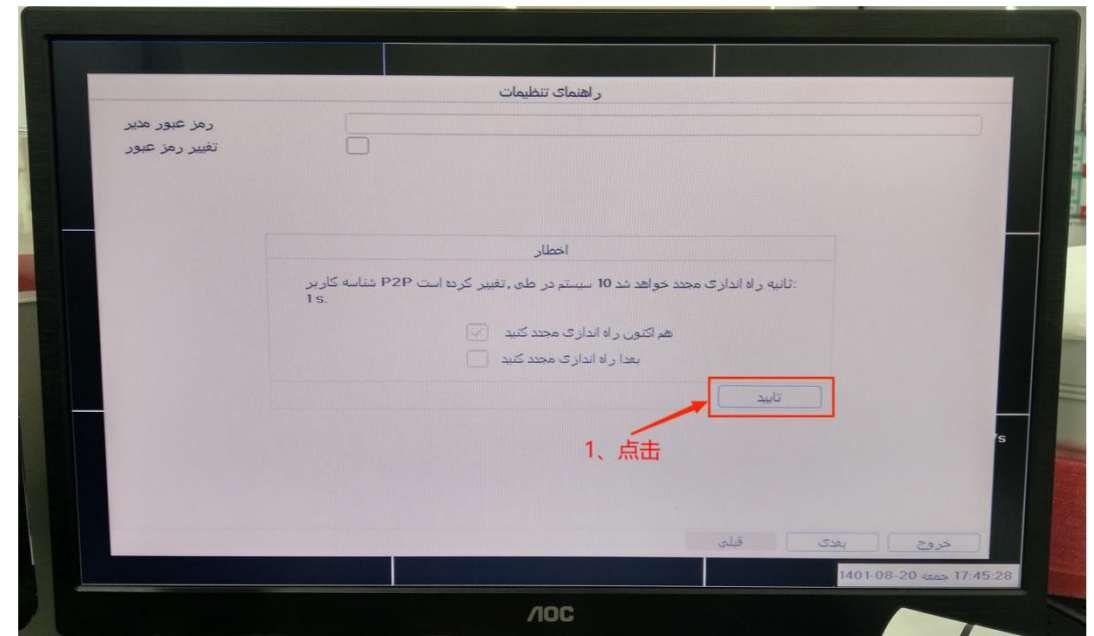 راهنمای تنظیمات
رمز عبور مدیر
تغییر رمز عبور
اخطار
ثانیه راه اندازی مجدد خواهد شد 10 سیستم در طی ,تغییر کرده است P2P شناسه کاربر:
1s.
هم اکنون راه اندازی مجدد کنید
بعدا راه اندازی مجدد کنید
تایید
1、点击
's
قبلی بعدی خروج
1401-08-20 جمعه 17:45:28
AOC